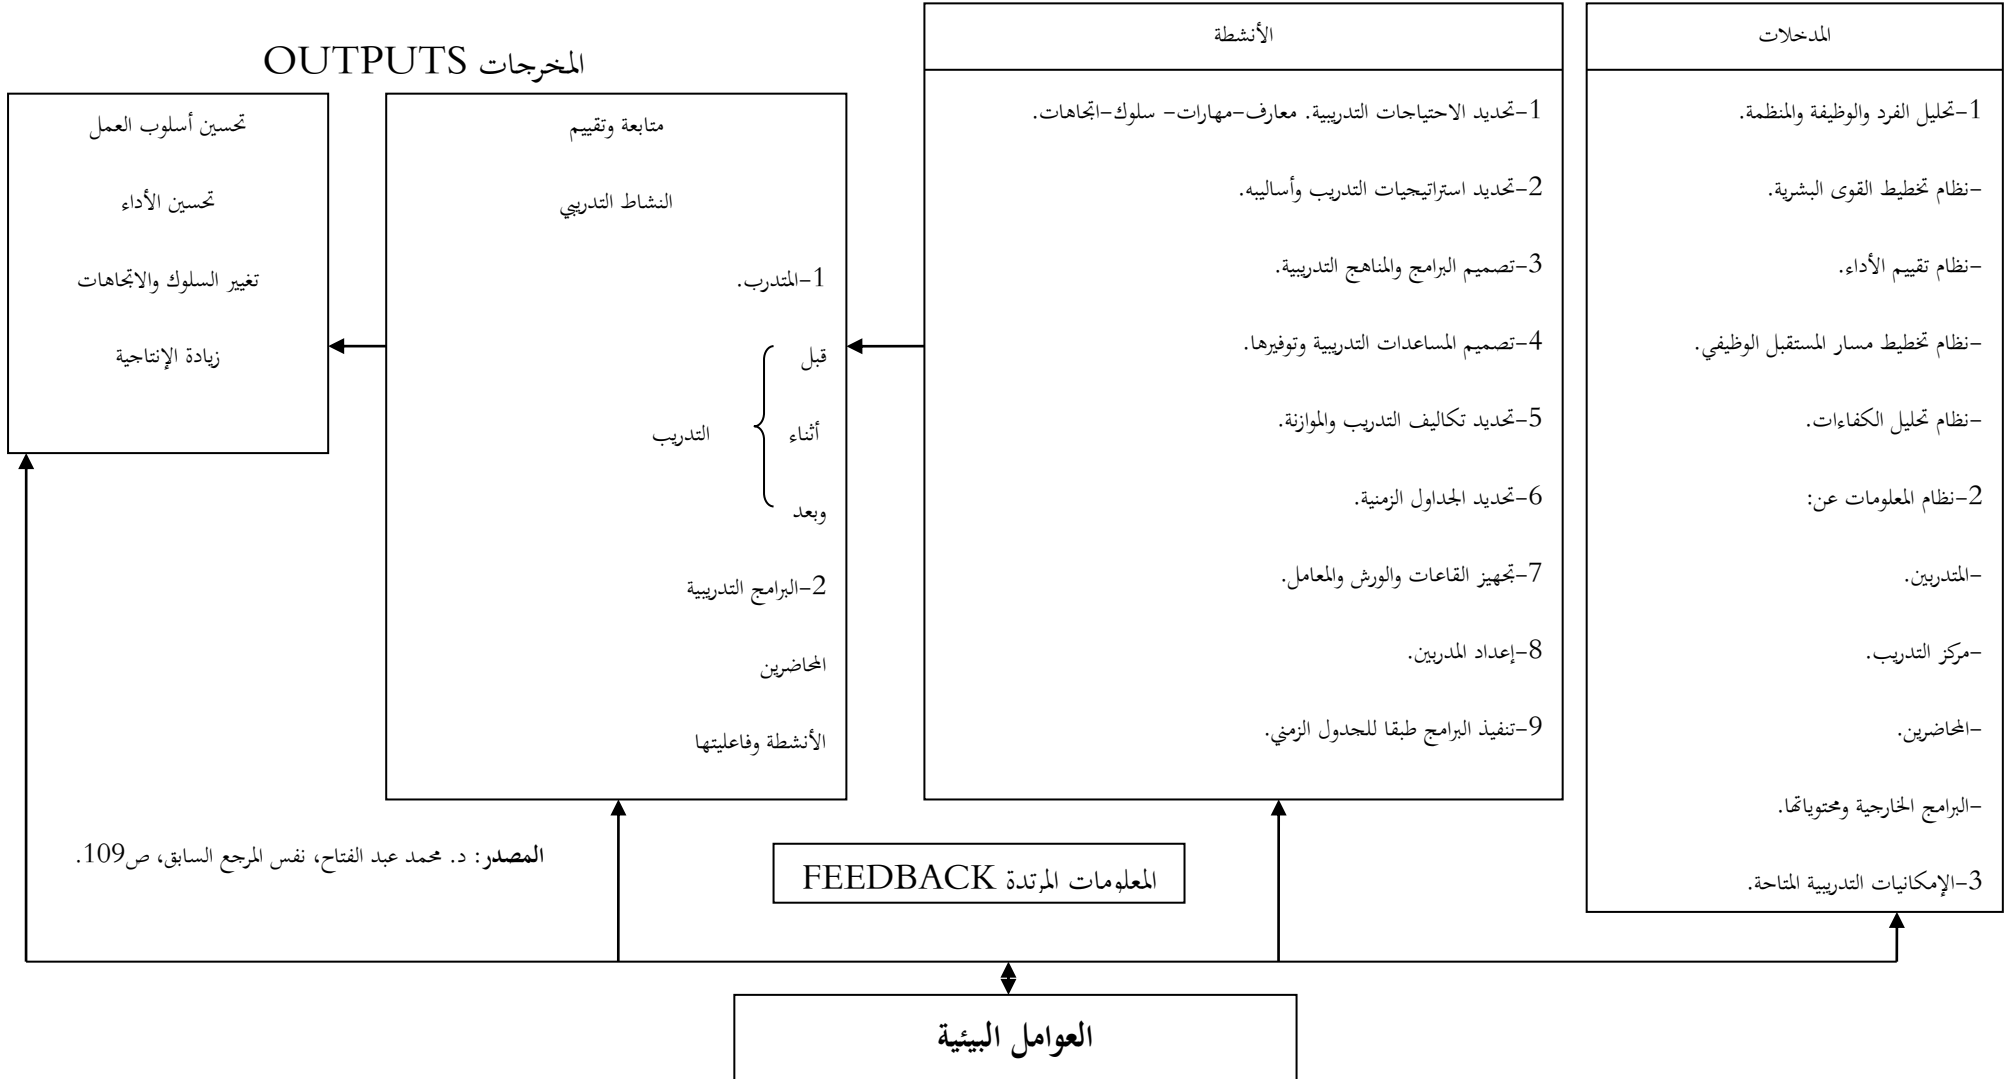 المدخلات
1-تحليل الفرد والوظيفة والمنظمة.
-نظام تخطيط القوى البشرية.
-نظام تقييم الأداء.
-نظام تخطيط مسار المستقبل الوظيفي.
-نظام تحليل الكفاءات.
2-نظام المعلومات عن:
-المتدربين.
-مركز التدريب.
-المحاضرين.
-البرامج الخارجية ومحتوياتها.
3-الإمكانيات التدريبية المتاحة.
الأنشطة
1-تحديد الاحتياجات التدريبية. معارف-مهارات- سلوك-اتجاهات.
2-تحديد استراتيجيات التدريب وأساليبه.
3-تصميم البرامج والمناهج التدريبية.
4-تصميم المساعدات التدريبية وتوفيرها.
5-تحديد تكاليف التدريب والموازنة.
6-تحديد الجداول الزمنية.
7-تجهيز القاعات والورش والمعامل.
8-إعداد المدربين.
9-تنفيذ البرامج طبقا للجدول الزمني.
المخرجات OUTPUTS
متابعة وتقييم
النشاط التدريبي
1-المتدرب.
قبل
أثناء
التدريب
وبعد
2-البرامج التدريبية
المحاضرين
الأنشطة وفاعليتها
تحسين أسلوب العمل
تحسين الأداء
تغيير السلوك والاتجاهات
زيادة الإنتاجية
المعلومات المرتدة FEEDBACK
المصدر: د. محمد عبد الفتاح، نفس المرجع السابق، ص109.
العوامل البيئية